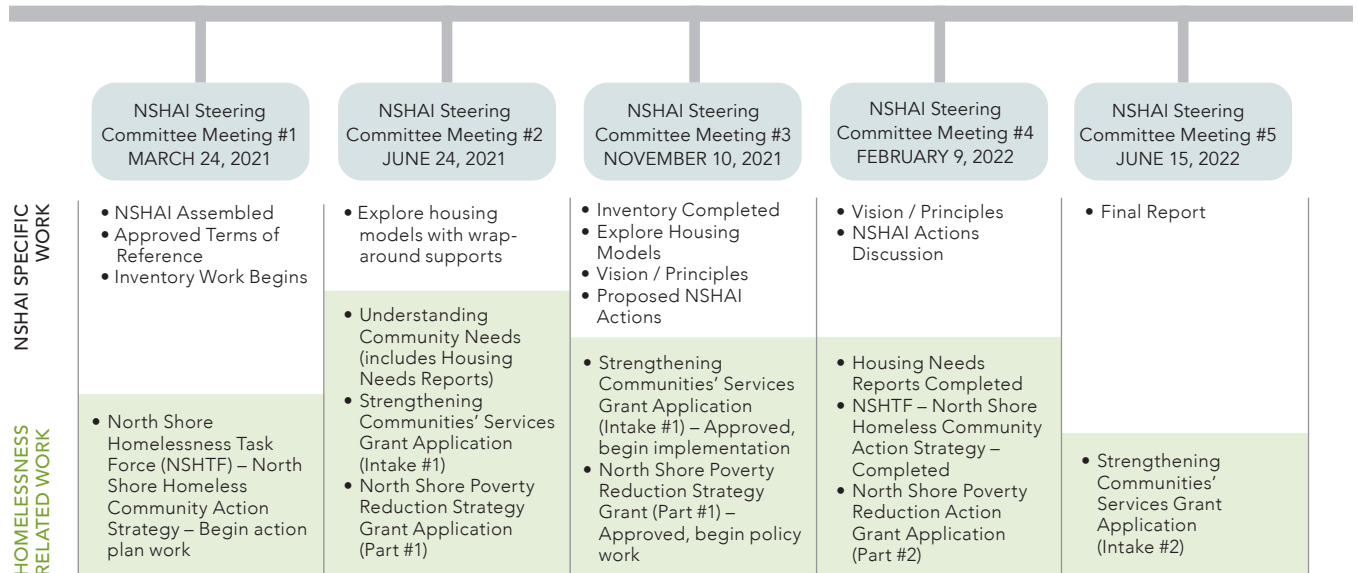 NSHAI Steering
Committee Meeting #1
MARCH 24, 2021
NSHAI Steering
Committee Meeting #2
JUNE 24, 2021
NSHAI Steering
Committee Meeting #3
NOVEMBER 10, 2021
NSHAI Steering
Committee Meeting #4
FEBRUARY 9, 2022
NSHAI Steering
Committee Meeting #5
JUNE 15, 2022
NSHAI SPECIFIC
WORK
• NSHAI Assembled
• Approved Terms of
Reference
• Inventory Work Begins
• Explore housing
models with wrap-
around supports
• Inventory Completed
• Explore Housing
Models
• Vision / Principles
• Proposed NSHAI
Actions
• Vision / Principles
• NSHAI Actions
Discussion
• Final Report
HOMELESSNESS
RELATED WORK
• North Shore
Homelessness Task
Force (NSHTF) – North
Shore Homeless
Community Action
Strategy – Begin action
plan work
• Understanding
Community Needs
(includes Housing
Needs Reports)
• Strengthening
Communities’ Services
Grant Application
(Intake #1)
• North Shore Poverty
Reduction Strategy
Grant Application
(Part #1)
• Strengthening
Communities’ Services
Grant Application
(Intake #1) – Approved,
begin implementation
• North Shore Poverty
Reduction Strategy
Grant (Part #1) –
Approved, begin policy
work
• Housing Needs
Reports Completed
• NSHTF – North Shore
Homeless Community
Action Strategy –
Completed
• North Shore Poverty
Reduction Action
Grant Application
(Part #2)
• Strengthening
Communities’
Services Grant
Application
(Intake #2)